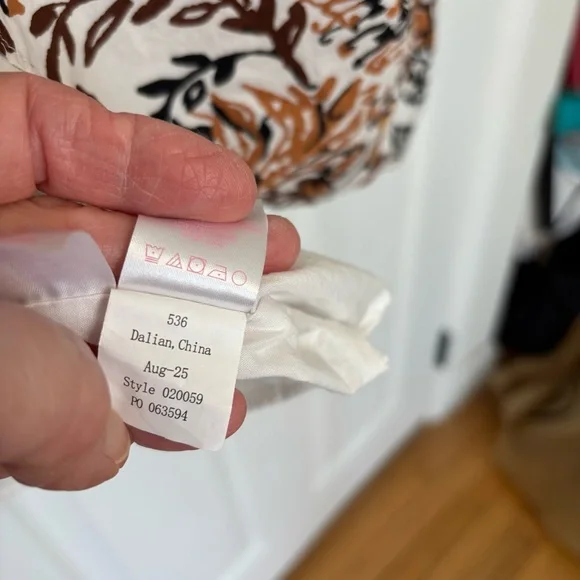 536
Dalian, China
Aug-25
Style 020059
PO 063594